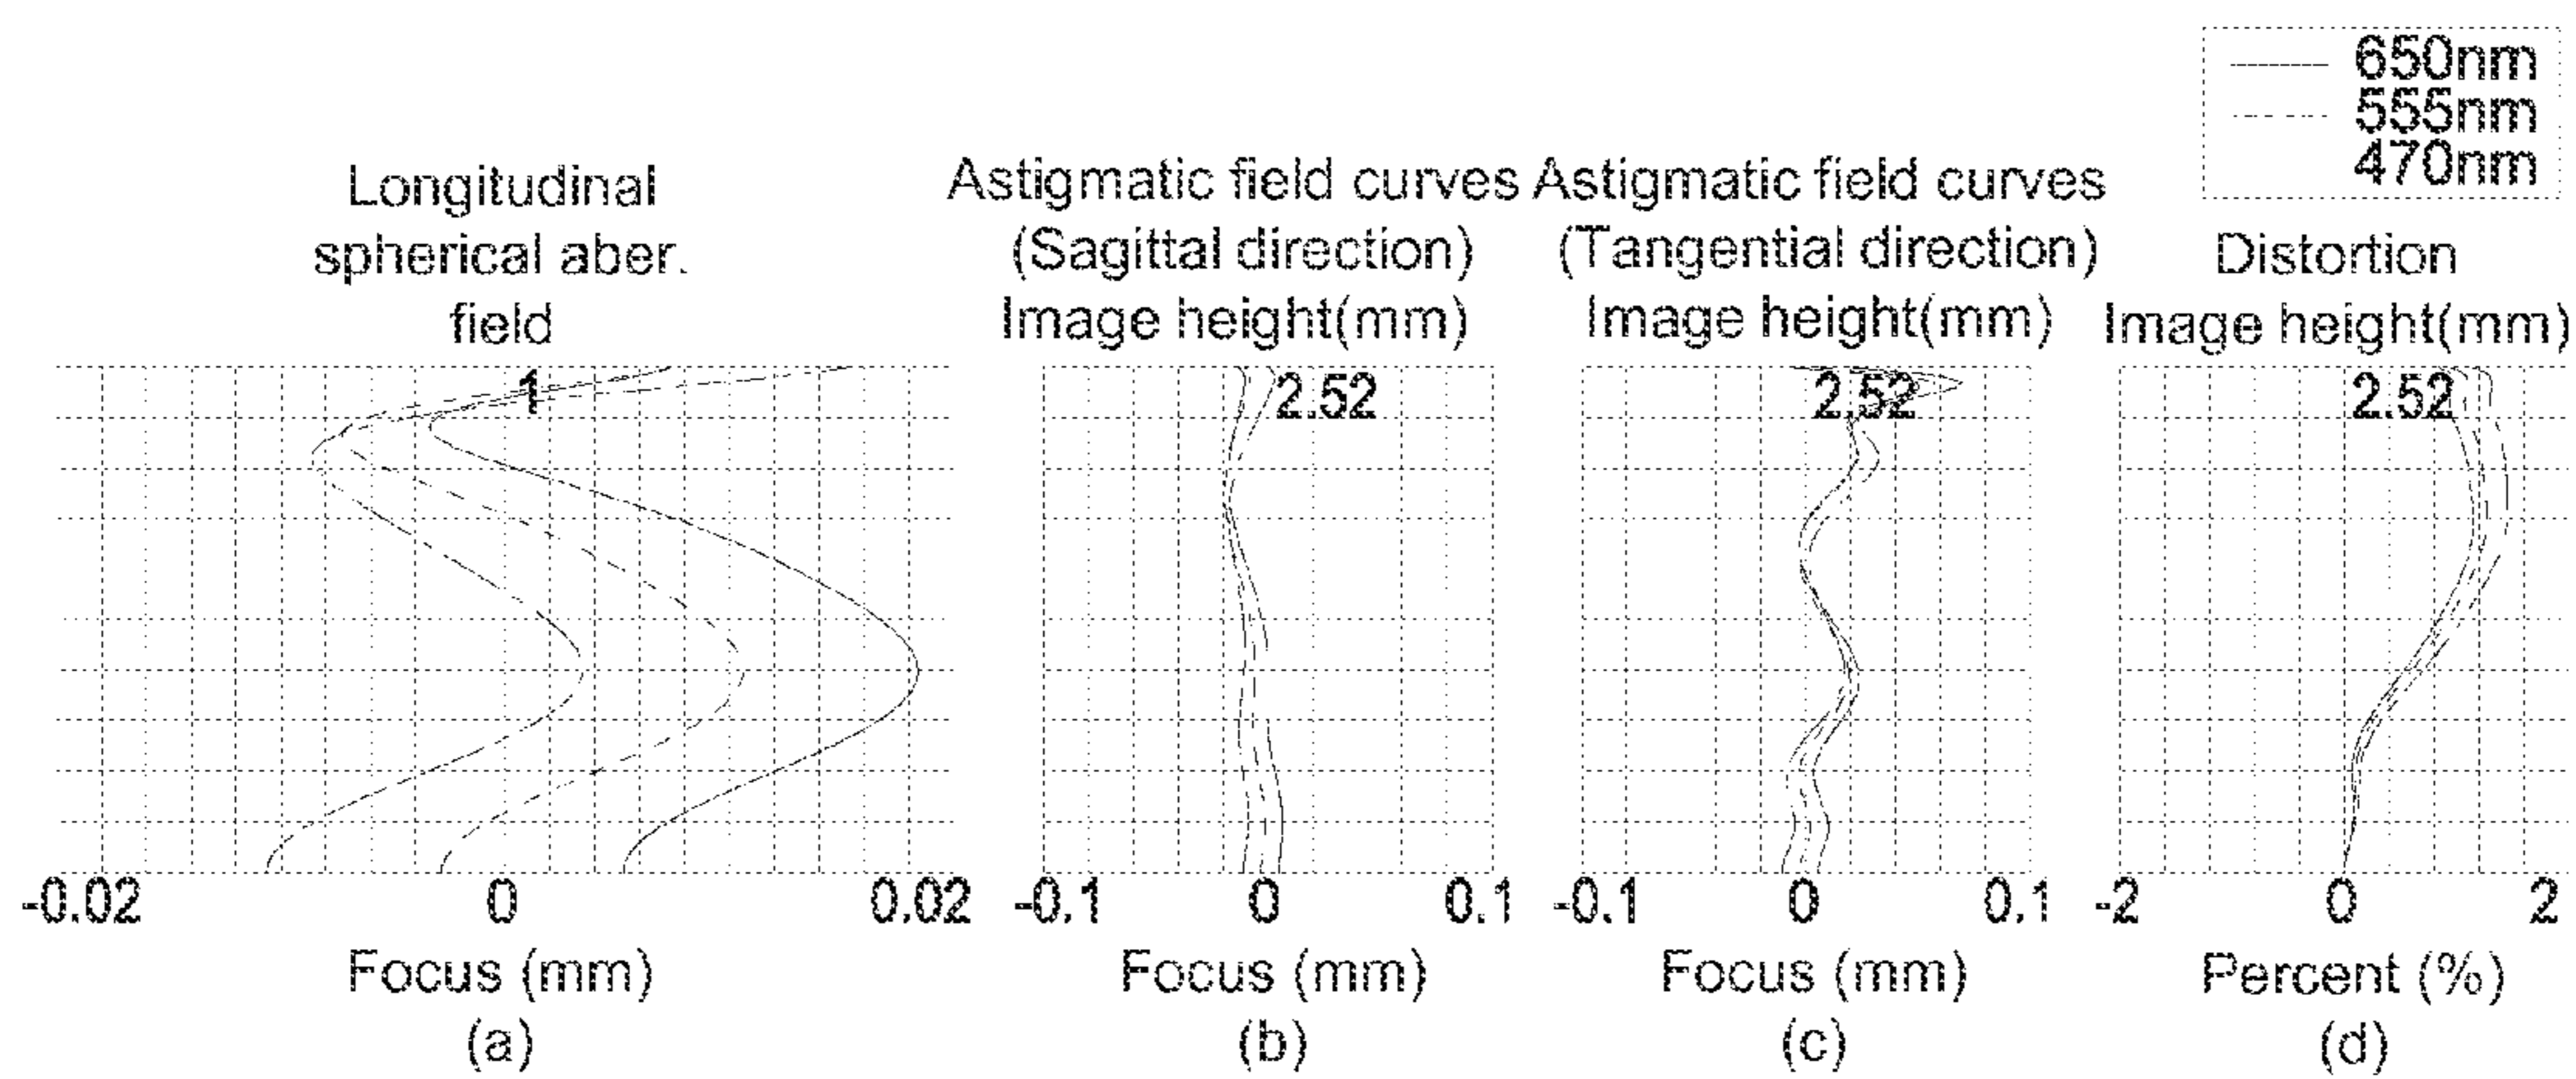 650nm
555nm
470nm
Longitudinal
spherical aber.
field
1
-0.02 0 0.02
Focus (mm)
(a)
Astigmatic field curves
(Sagittal direction)
Image height(mm)
2.52
-0.1 0 0.1
Focus (mm)
(b)
Astigmatic field curves
(Tangential direction)
Image height(mm)
2.52
-0.1 0 0.1
Focus (mm)
(c)
Distortion
Image height(mm)
2.52
-2 0 2
Percent (%)
(d)